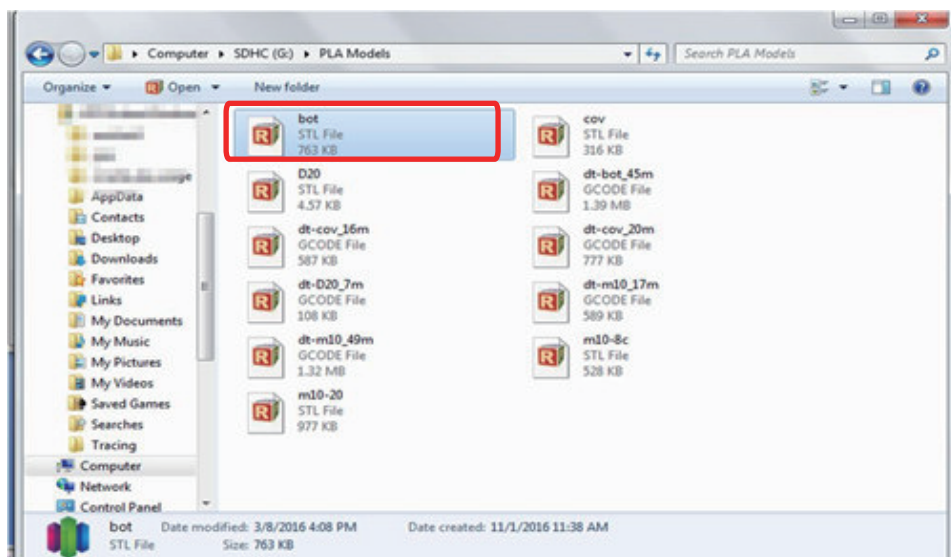 Computer ▸ SDHC (G:) ▸ PLA Models
Search PLA Models
Organize
Open
New folder
AppData
Contacts
Desktop
Downloads
Favorites
Links
My Documents
My Music
My Pictures
My Videos
Saved Games
Searches
Tracing
Computer
Network
Control Panel
bot
STL File
763 KB
cov
STL File
316 KB
D20
STL File
4.57 KB
dt-bot_45m
GCODE File
1.39 MB
dt-cov_16m
GCODE File
587 KB
dt-cov_20m
GCODE File
777 KB
dt-D20_7m
GCODE File
108 KB
dt-m10_17m
GCODE File
589 KB
dt-m10_49m
GCODE File
1.32 MB
m10-8c
STL File
528 KB
m10-20
STL File
977 KB
bot Date modified: 3/8/2016 4:08 PM Date created: 11/1/2016 11:38 AM
STL File Size: 763 KB